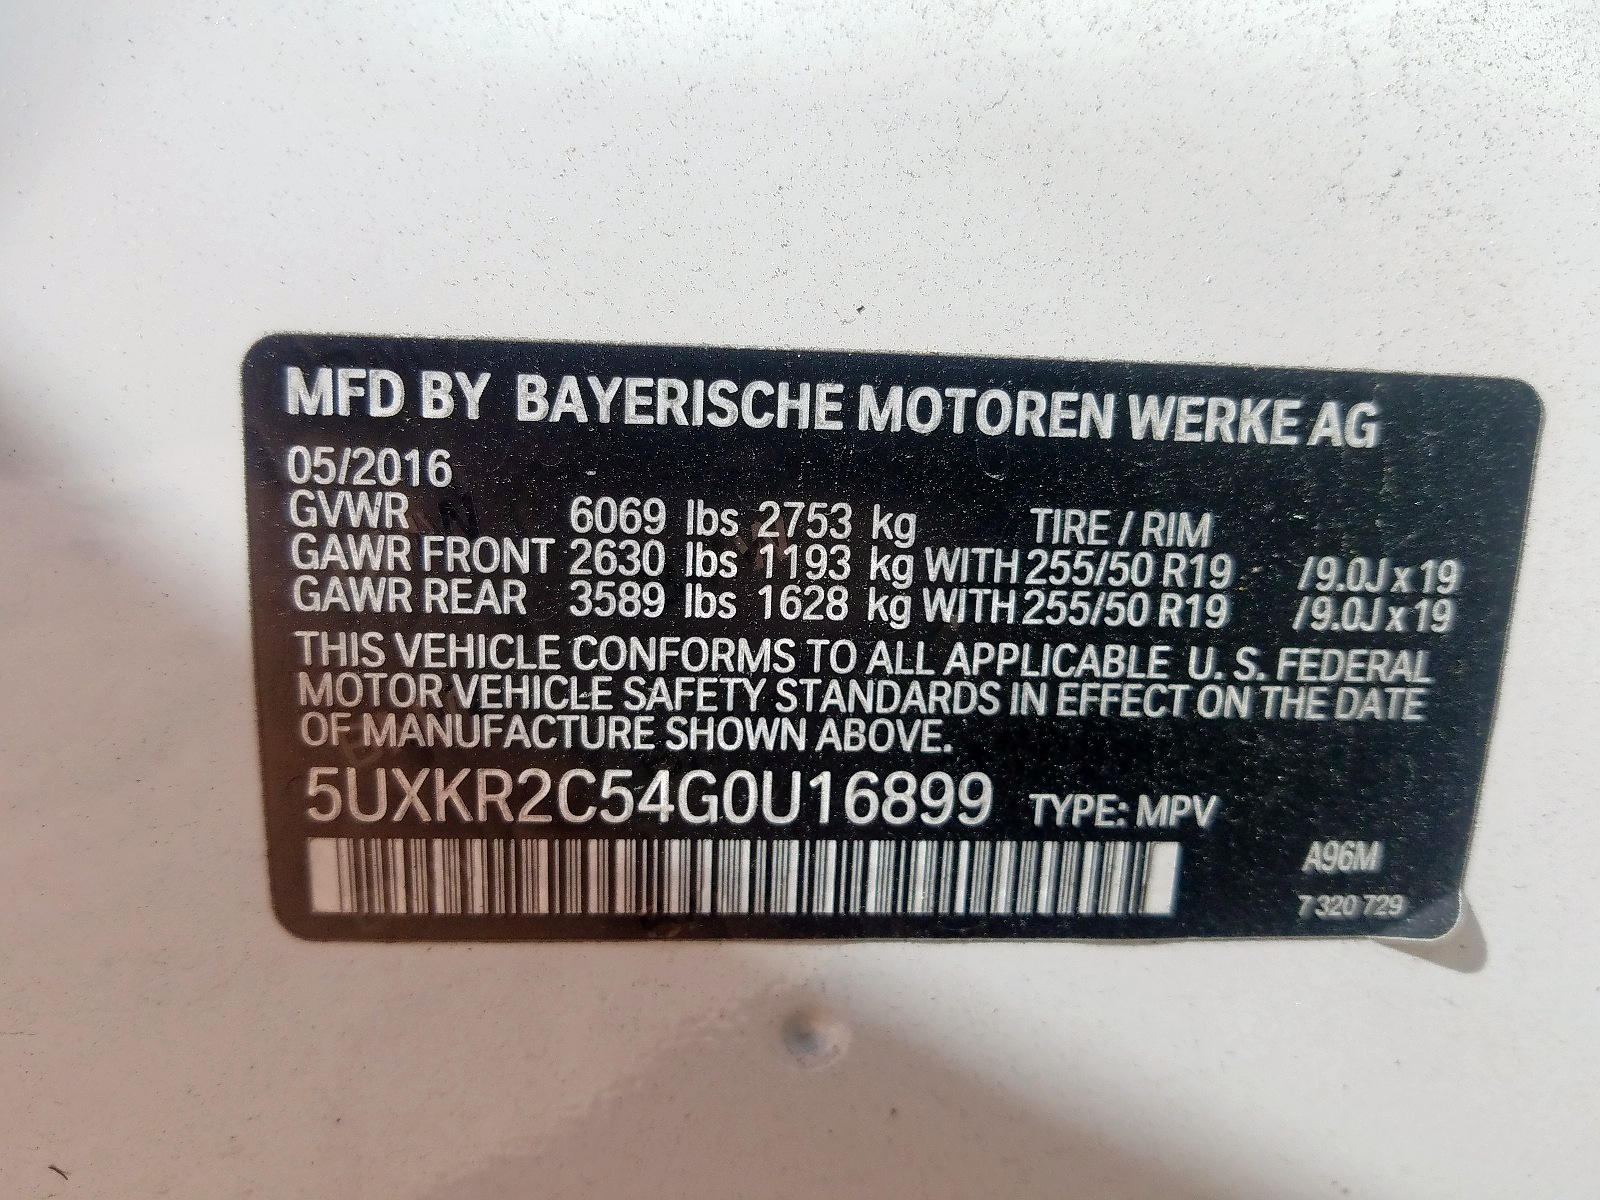 MFD BY BAYERISCHE MOTOREN WERKE AG
05/2016
GVWR 6069 lbs 2753 kg TIRE / RIM
GAWR FRONT 2630 lbs 1193 kg WITH 255/50 R19 /9.0J x 19
GAWR REAR 3589 lbs 1628 kg WITH 255/50 R19 /9.0J x 19
THIS VEHICLE CONFORMS TO ALL APPLICABLE U. S. FEDERAL
MOTOR VEHICLE SAFETY STANDARDS IN EFFECT ON THE DATE
OF MANUFACTURE SHOWN ABOVE.
5UXKR2C54G0U16899 TYPE: MPV
A96M
7 320 729